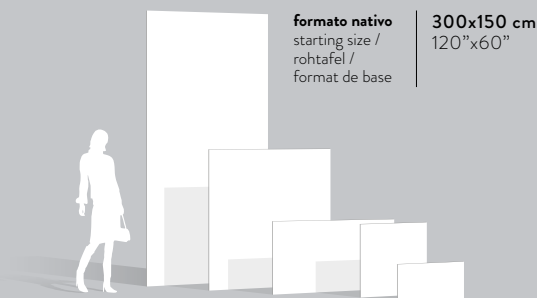 formato nativo
starting size /
rohtafel /
format de base
300x150 cm
120”x60”